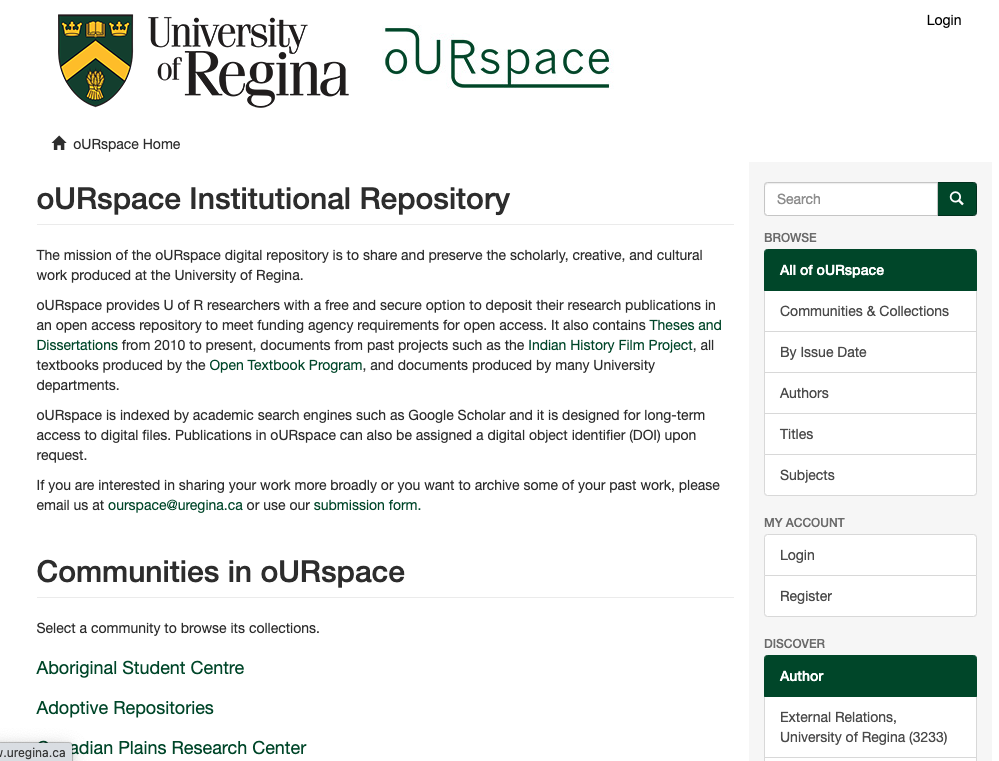 University
of Regina
oURspace
Login
oURspace Home
oURspace Institutional Repository
The mission of the oURspace digital repository is to share and preserve the scholarly, creative, and cultural
work produced at the University of Regina.
oURspace provides U of R researchers with a free and secure option to deposit their research publications in
an open access repository to meet funding agency requirements for open access. It also contains Theses and
Dissertations from 2010 to present, documents from past projects such as the Indian History Film Project, all
textbooks produced by the Open Textbook Program, and documents produced by many University
departments.
oURspace is indexed by academic search engines such as Google Scholar and it is designed for long-term
access to digital files. Publications in oURspace can also be assigned a digital object identifier (DOI) upon
request.
If you are interested in sharing your work more broadly or you want to archive some of your past work, please
email us at ourspace@uregina.ca or use our submission form.
Communities in oURspace
Select a community to browse its collections.
Aboriginal Student Centre
Adoptive Repositories
Canadian Plains Research Center
.uregina.ca
Search
BROWSE
All of oURspace
Communities & Collections
By Issue Date
Authors
Titles
Subjects
MY ACCOUNT
Login
Register
DISCOVER
Author
External Relations,
University of Regina (3233)